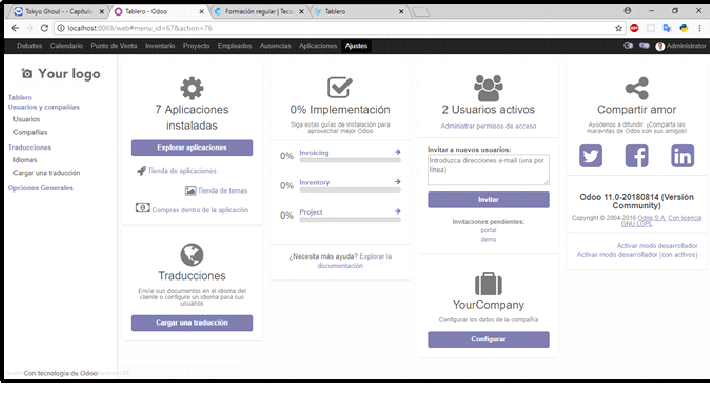 Tokyo Ghoul -- - Capítulo
Tablero - Odoo
Formación regular | Tecs
Tablero
localhost:8069/web#menu_id=67&action=76
Debates Calendario Punto de Venta Inventario Proyecto Empleados Ausencias Aplicaciones Ajustes
Administrator
Your logo
Tablero
Usuarios y compañías
Usuarios
Compañías
Traducciones
Idiomas
Cargar una traducción
Opciones Generales
7 Aplicaciones
instaladas
Explorar aplicaciones
Tienda de aplicaciones
Tienda de temas
-Compras dentro de la aplicación
Traducciones
Envíe sus documentos en el idioma del
cliente o configure un idioma para sus
usuarios
Cargar una traducción
0% Implementación
Siga estas guías de instalación para
aprovechar mejor Odoo
0% Invoicing
0% Inventory
0% Project
¿Necesita más ayuda? Explorar la
documentación
2 Usuarios activos
Administrar permisos de acceso
Invitar a nuevos usuarios:
Introduzca direcciones e-mail (una por
línea)
Invitar
Invitaciones pendientes:
portal
demo
YourCompany
Configurar los datos de la compañía
Configurar
Compartir amor
Ayúdenos a difundir: ¡Comparta las
maravillas de Odoo con sus amigos!
Odoo 11.0-20180814 (Versión
Community)
Copyright © 2004-2016 Odoo S.A. Con licencia
GNU LGPL
Activar modo desarrollador
Activar modo desarrollador (con activos)
Con tecnología de Odoo